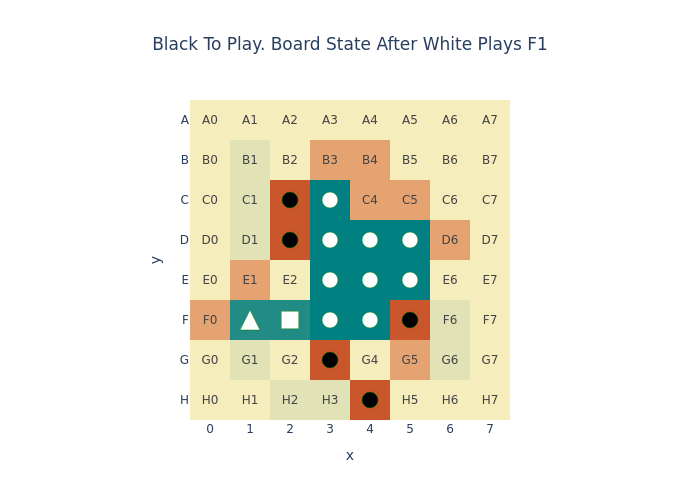 Black To Play. Board State After White Plays F1
A A0 A1 A2 A3 A4 A5 A6 A7
B B0 B1 B2 B3 B4 B5 B6 B7
C C0 C1 C4 C5 C6 C7
D D0 D1 D6 D7
y
E E0 E1 E2 E6 E7
F F0 F6 F7
G G0 G1 G2 G4 G5 G6 G7
H H0 H1 H2 H3 H5 H6 H7
0 1 2 3 4 5 6 7
x